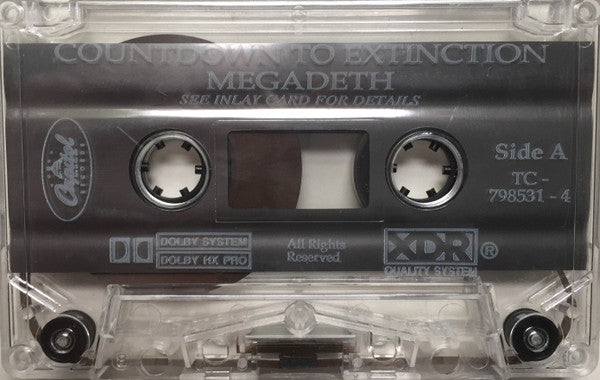 COUNTDOWN TO EXTINCTION
MEGADETH
SEE INLAY CARD FOR DETAILS
Capitol
RECORDS
Side A
TC -
798531 - 4
DOLBY SYSTEM
DOLBY HX PRO
All Rights
Reserved
XDR®
QUALITY SYSTEM